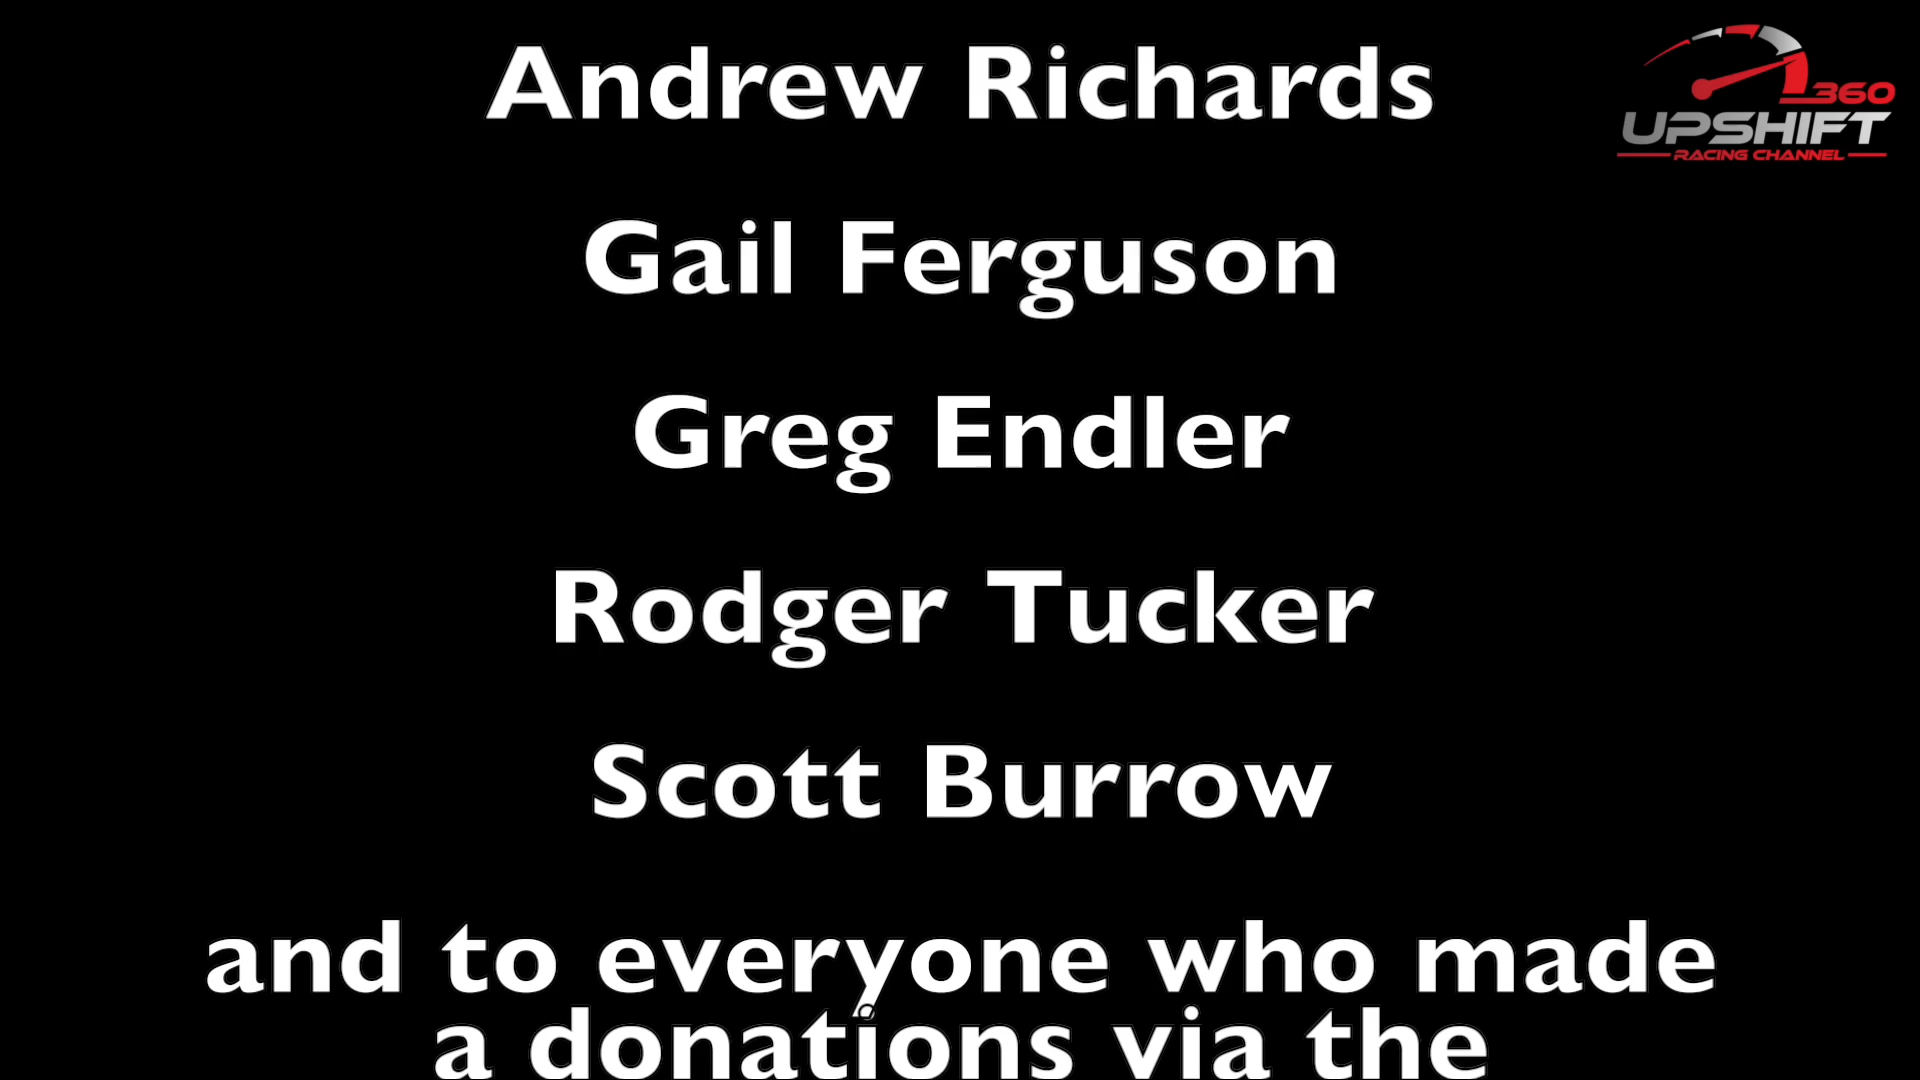 Andrew Richards
360
UPSHIFT
RACING CHANNEL
Gail Ferguson
Greg Endler
Rodger Tucker
Scott Burrow
and to everyone who made
a donations via the